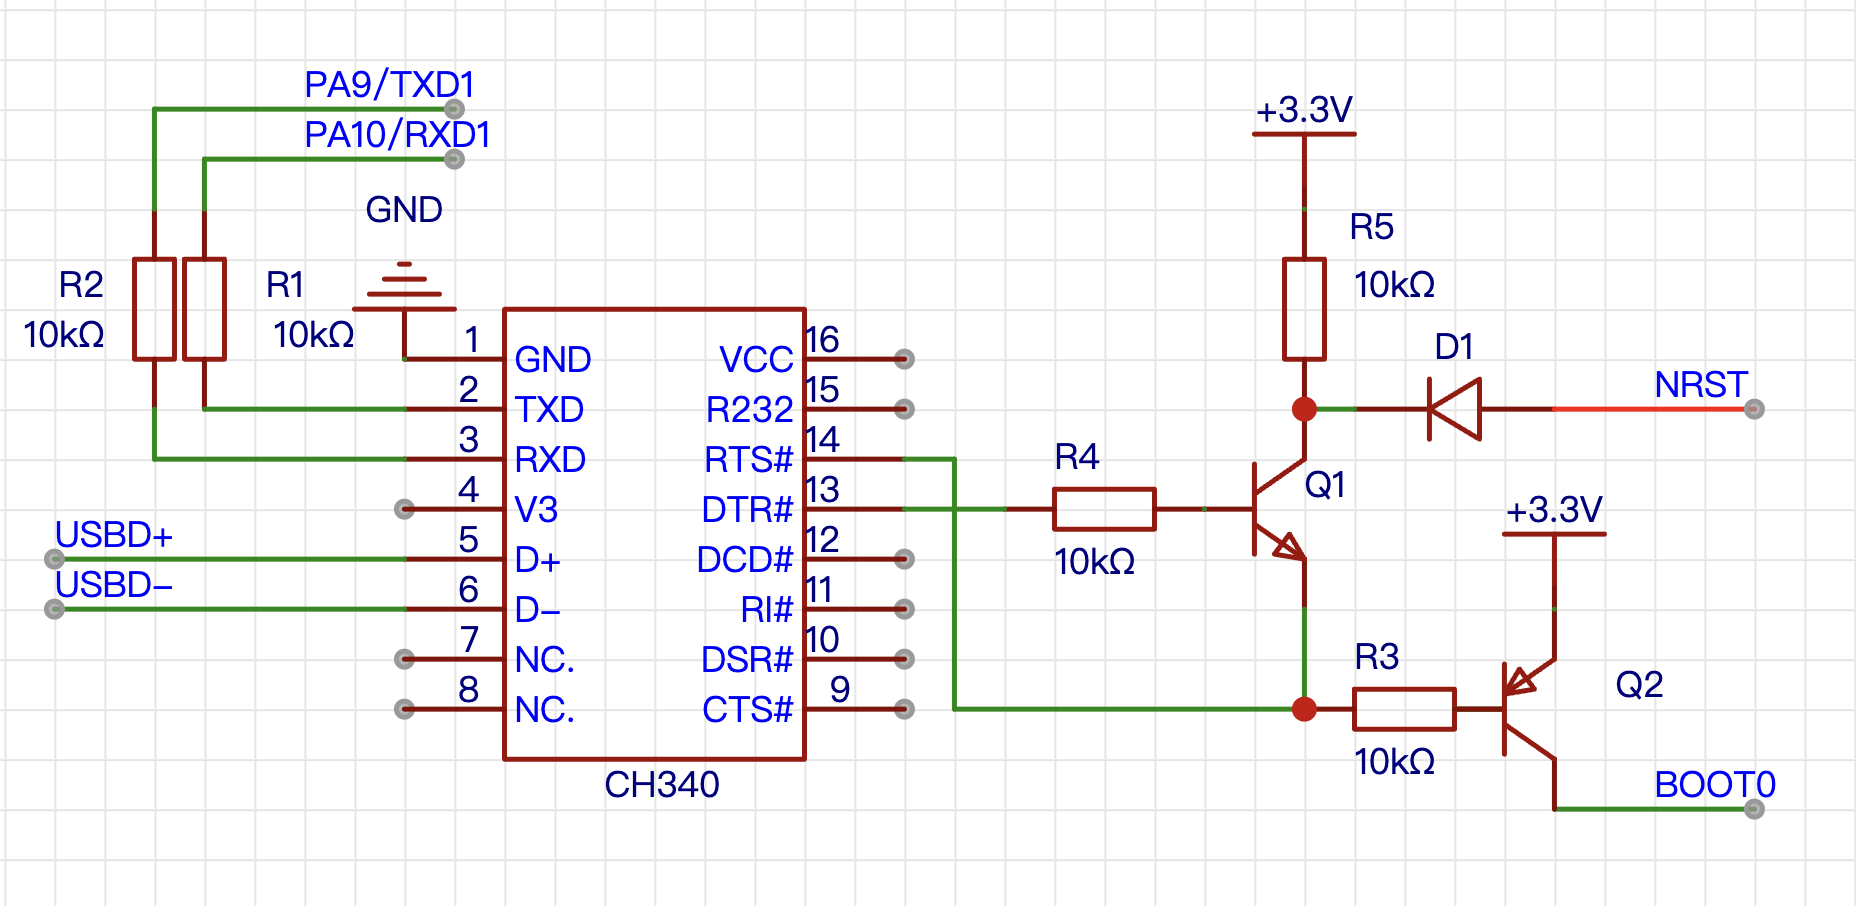 PA9/TXD1
PA10/RXD1
GND
R2
10kΩ
R1
10kΩ
1 GND
2 TXD
3 RXD
4 V3
5 D+
6 D−
7 NC.
8 NC.
USBD+
USBD−
VCC 16
R232 15
RTS# 14
DTR# 13
DCD# 12
RI# 11
DSR# 10
CTS# 9
CH340
R4
10kΩ
+3.3V
R5
10kΩ
D1
NRST
Q1
+3.3V
R3
10kΩ
Q2
BOOT0